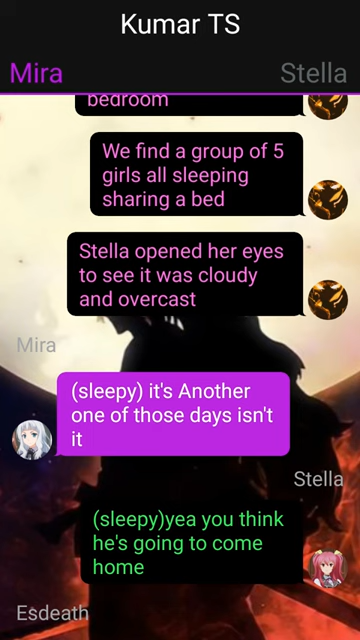 Kumar TS
Mira
Stella
bedroom
We find a group of 5
girls all sleeping
sharing a bed
Stella opened her eyes
to see it was cloudy
and overcast
Mira
(sleepy) it's Another
one of those days isn't
it
Stella
(sleepy)yea you think
he's going to come
home
Esdeath